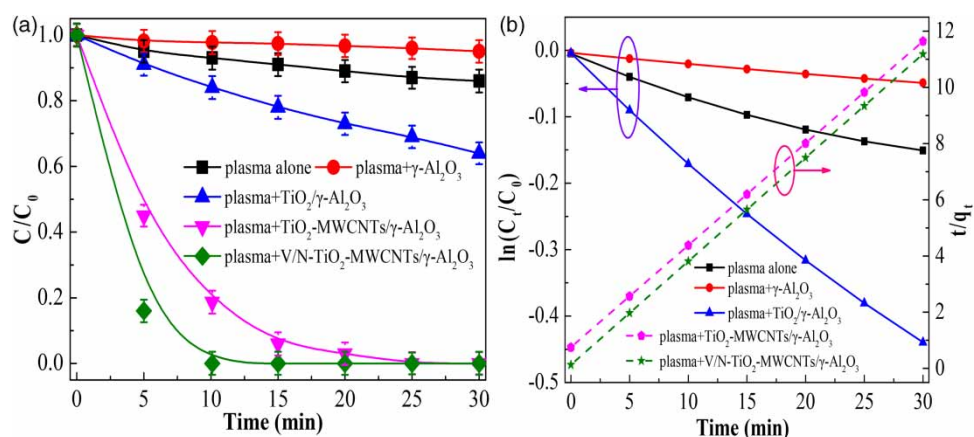 (a)
1.0
0.8
0.6
0.4
0.2
0.0
C/C₀
plasma alone plasma+γ-Al₂O₃
plasma+TiO₂/γ-Al₂O₃
plasma+TiO₂-MWCNTs/γ-Al₂O₃
plasma+V/N-TiO₂-MWCNTs/γ-Al₂O₃
0 5 10 15 20 25 30
Time (min)
(b)
0.0
-0.1
-0.2
-0.3
-0.4
-0.5
ln(Cₜ/C₀)
12
10
8
6
4
2
0
t/qₜ
plasma alone
plasma+γ-Al₂O₃
plasma+TiO₂/γ-Al₂O₃
plasma+TiO₂-MWCNTs/γ-Al₂O₃
plasma+V/N-TiO₂-MWCNTs/γ-Al₂O₃
0 5 10 15 20 25 30
Time (min)